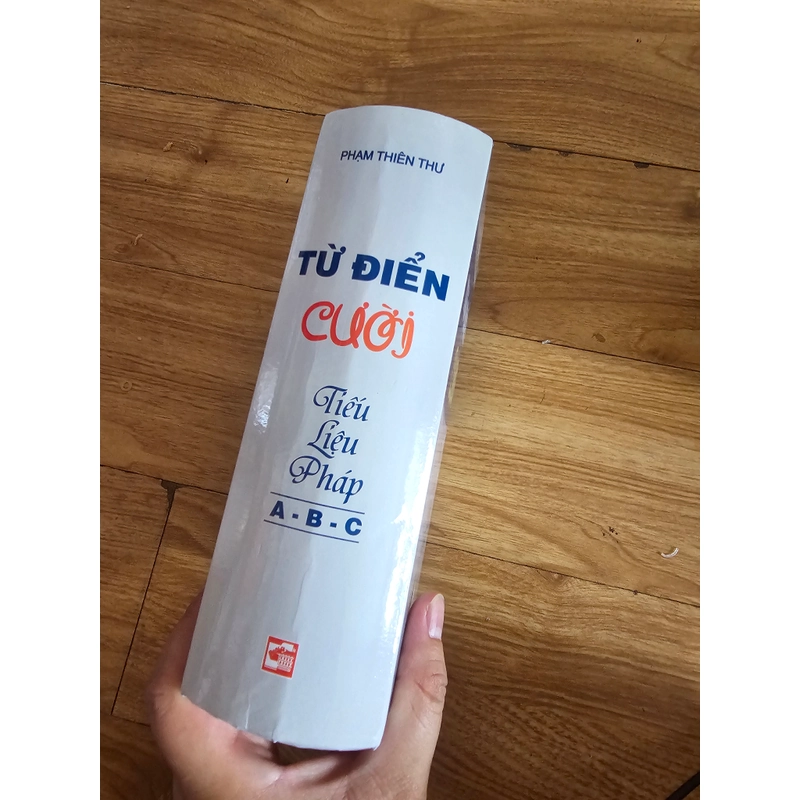 PHẠM THIÊN THƯ
TỪ ĐIỂN
CƯỜI
Tiếu
Liệu
Pháp
A - B - C